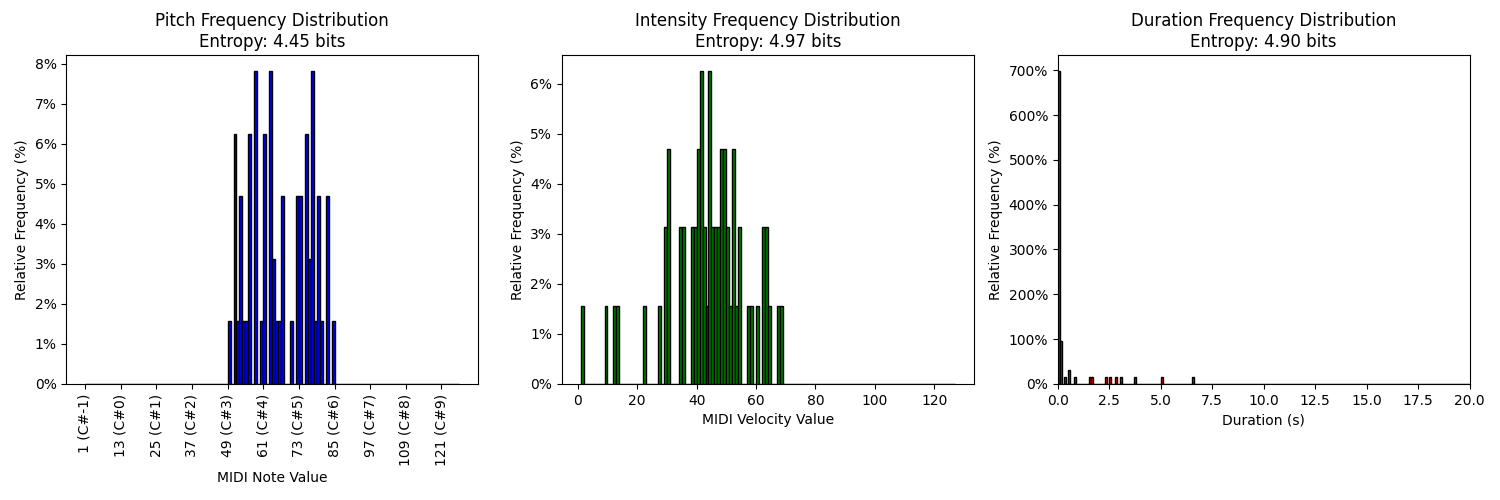 Pitch Frequency Distribution
Entropy: 4.45 bits
8%
7%
6%
5%
4%
3%
2%
1%
0%
Relative Frequency (%)
1 (C#-1)
13 (C#0)
25 (C#1)
37 (C#2)
49 (C#3)
61 (C#4)
73 (C#5)
85 (C#6)
97 (C#7)
109 (C#8)
121 (C#9)
MIDI Note Value
Intensity Frequency Distribution
Entropy: 4.97 bits
6%
5%
4%
3%
2%
1%
0%
Relative Frequency (%)
0 20 40 60 80 100 120
MIDI Velocity Value
Duration Frequency Distribution
Entropy: 4.90 bits
700%
600%
500%
400%
300%
200%
100%
0%
Relative Frequency (%)
0.0 2.5 5.0 7.5 10.0 12.5 15.0 17.5 20.0
Duration (s)